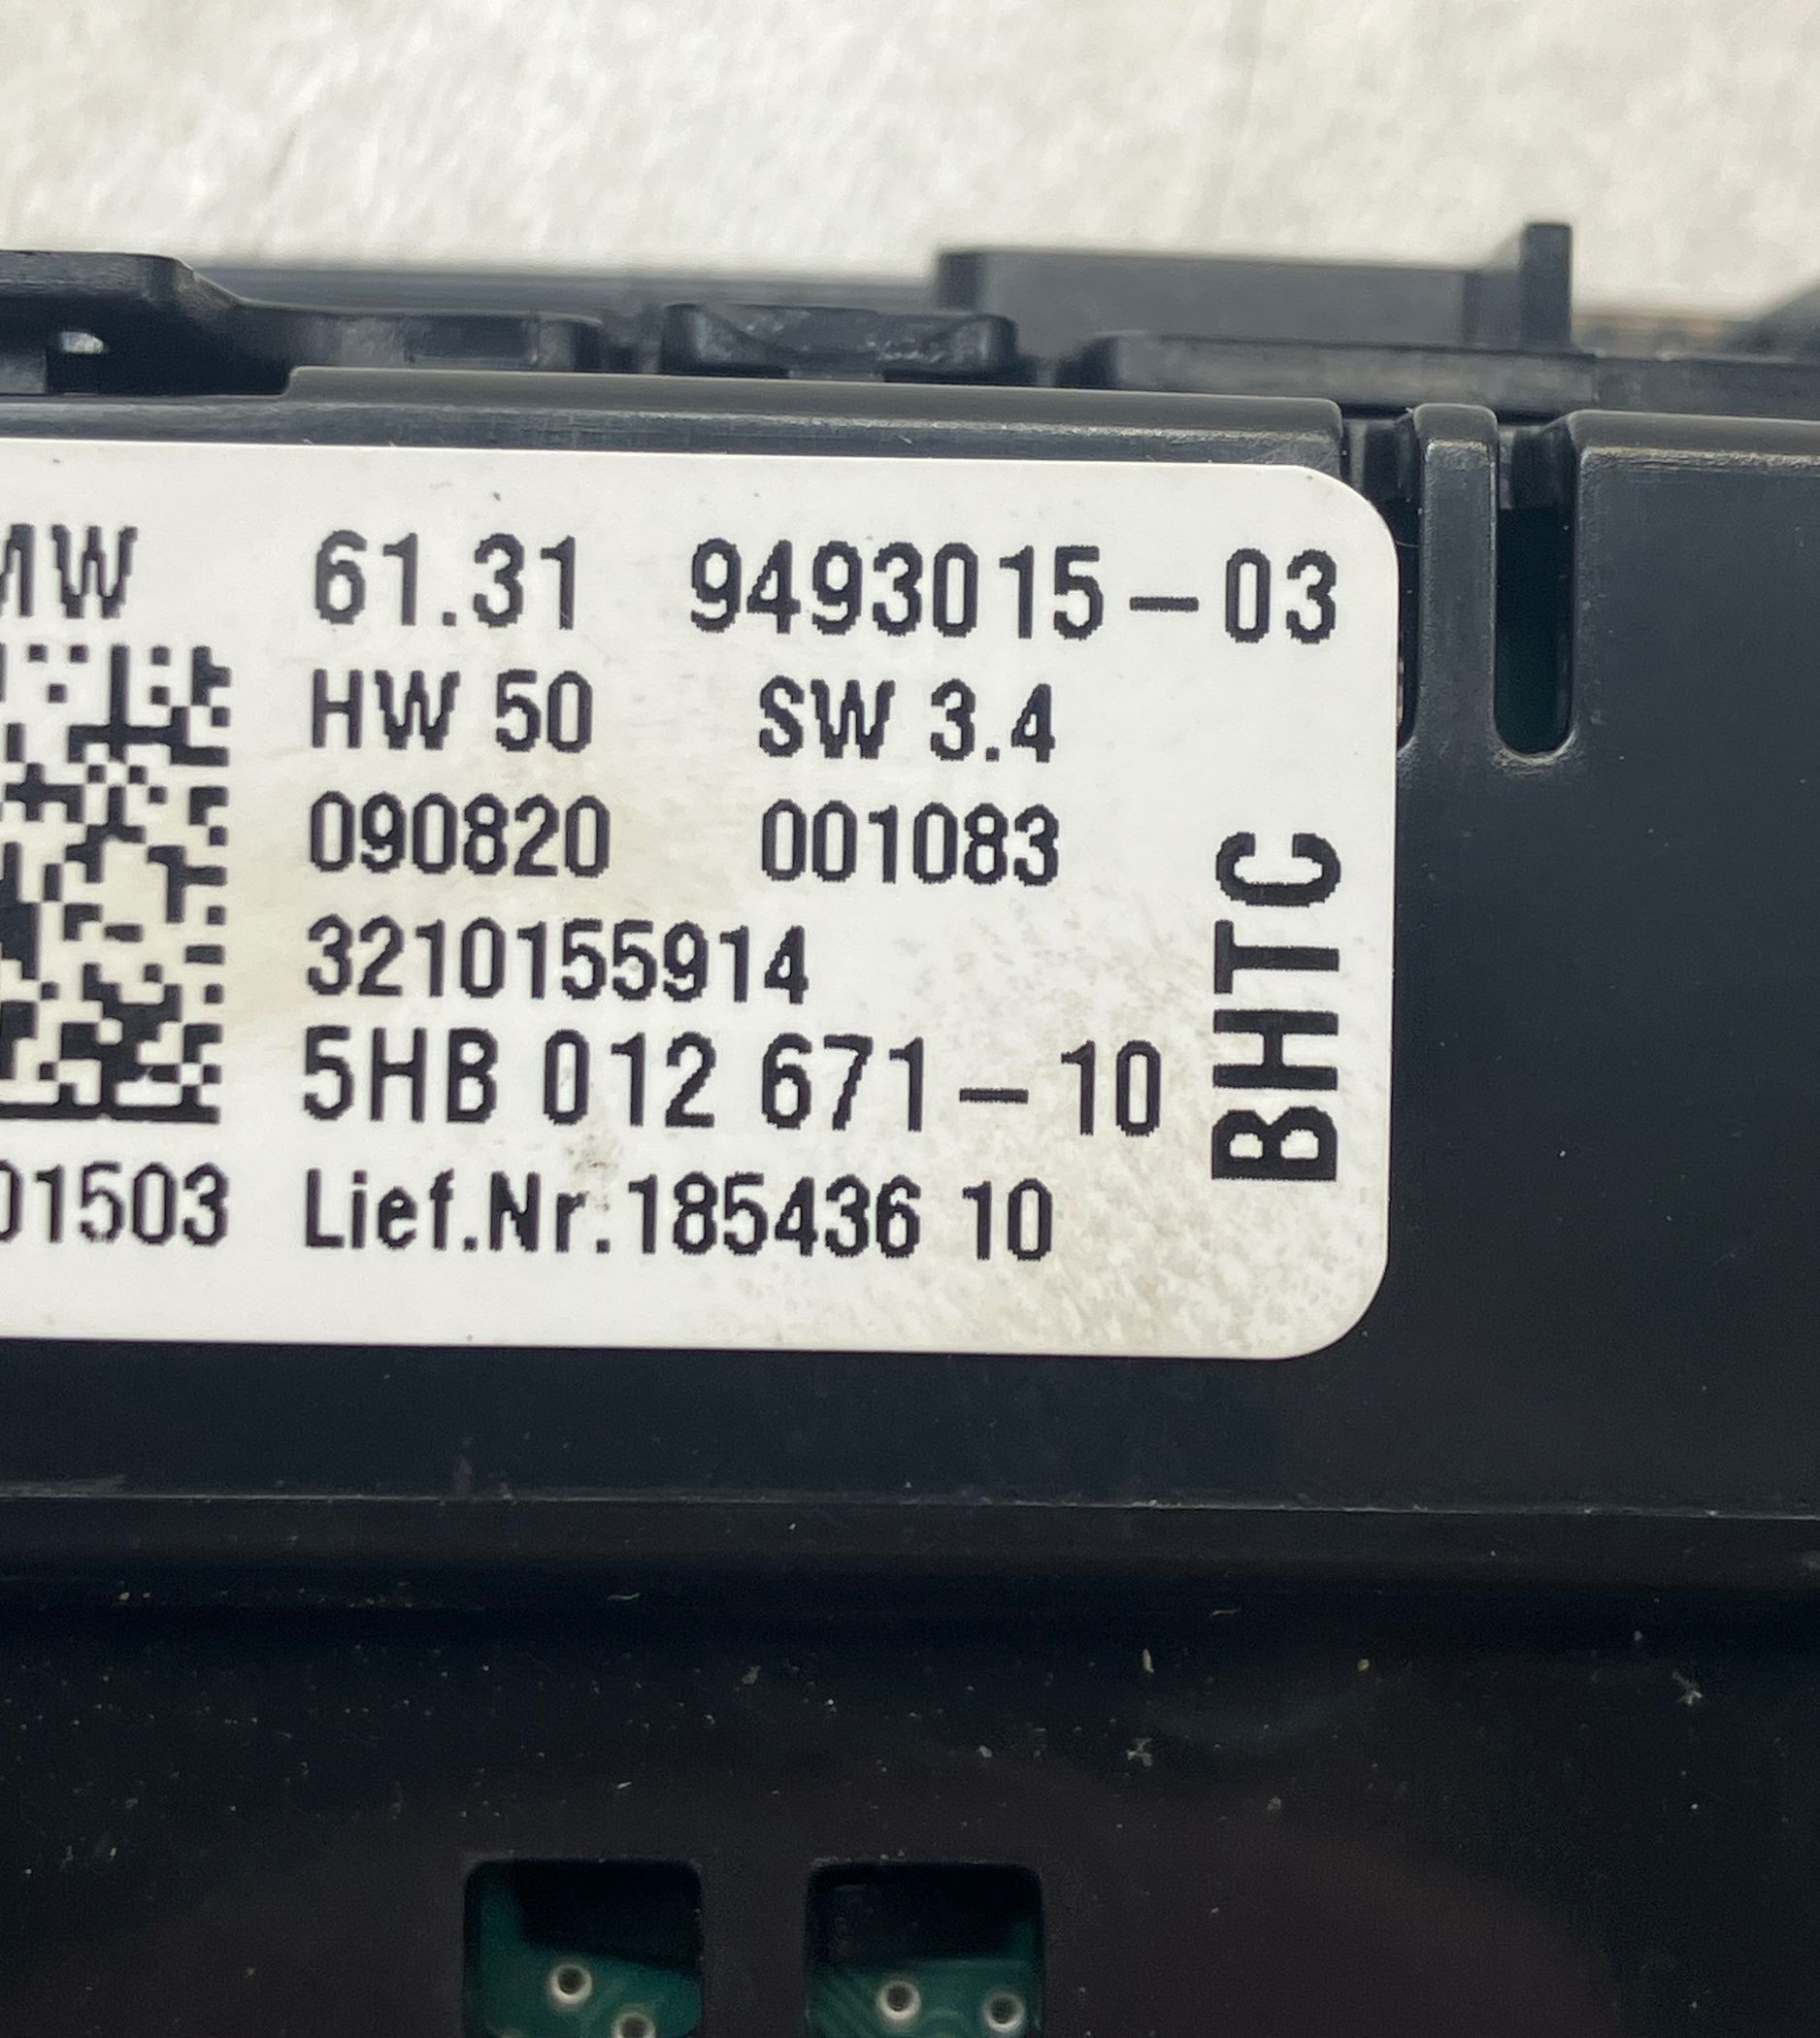 MW 61.31 9493015-03
HW 50 SW 3.4
090820 001083
3210155914
5HB 012 671-10
01503 Lief.Nr.185436 10
BHTC